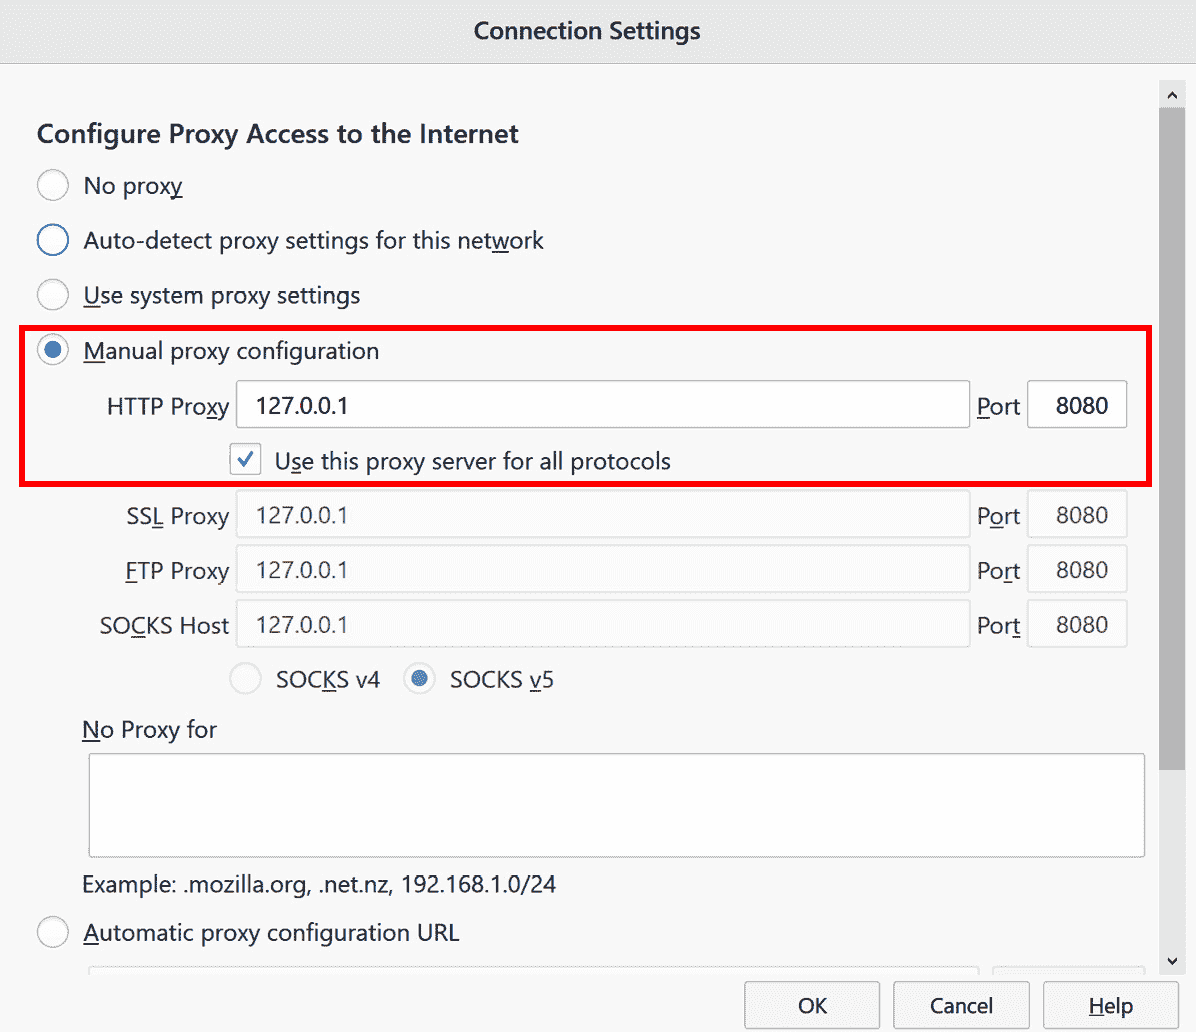 Connection Settings
Configure Proxy Access to the Internet
No proxy
Auto-detect proxy settings for this network
Use system proxy settings
Manual proxy configuration
HTTP Proxy 127.0.0.1 Port 8080
Use this proxy server for all protocols
SSL Proxy 127.0.0.1 Port 8080
FTP Proxy 127.0.0.1 Port 8080
SOCKS Host 127.0.0.1 Port 8080
SOCKS v4 SOCKS v5
No Proxy for
Example: .mozilla.org, .net.nz, 192.168.1.0/24
Automatic proxy configuration URL
OK Cancel Help